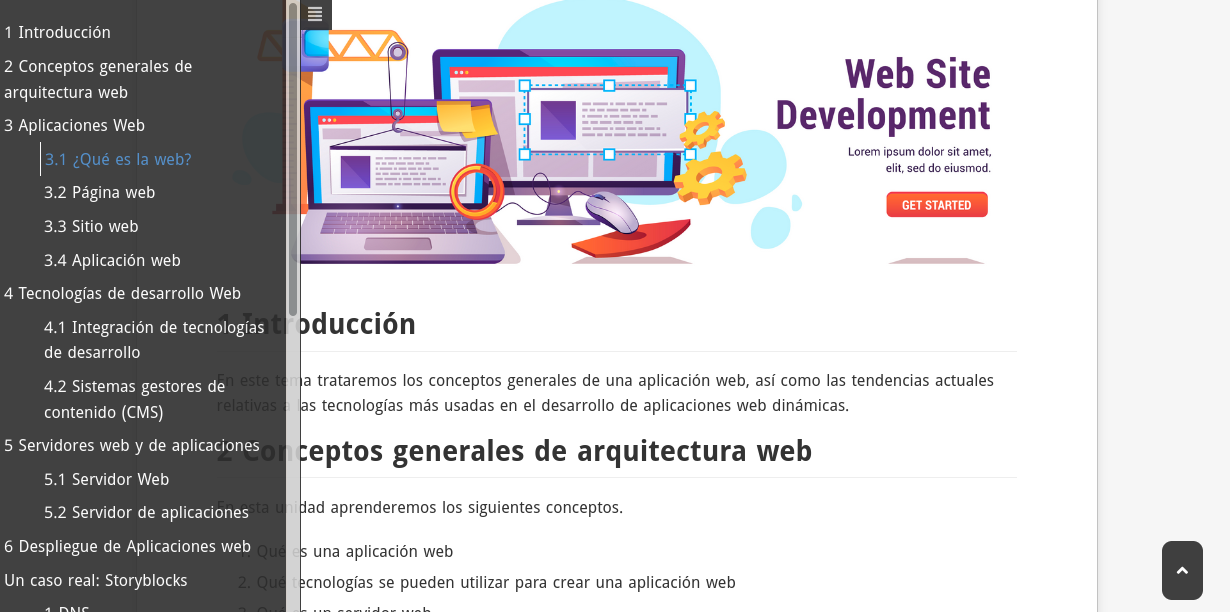 1 Introducción
2 Conceptos generales de
arquitectura web
3 Aplicaciones Web
3.1 ¿Qué es la web?
3.2 Página web
3.3 Sitio web
3.4 Aplicación web
4 Tecnologías de desarrollo Web
4.1 Integración de tecnologías
de desarrollo
4.2 Sistemas gestores de
contenido (CMS)
5 Servidores web y de aplicaciones
5.1 Servidor Web
5.2 Servidor de aplicaciones
6 Despliegue de Aplicaciones web
Un caso real: Storyblocks
1 DNS
Web Site
Development
Lorem ipsum dolor sit amet,
elit, sed do eiusmod.
GET STARTED
1 Introducción
En este tema trataremos los conceptos generales de una aplicación web, así como las tendencias actuales
relativas a las tecnologías más usadas en el desarrollo de aplicaciones web dinámicas.
2 Conceptos generales de arquitectura web
En esta unidad aprenderemos los siguientes conceptos.
1. Qué es una aplicación web
2. Qué tecnologías se pueden utilizar para crear una aplicación web
3. Qué es un servidor web